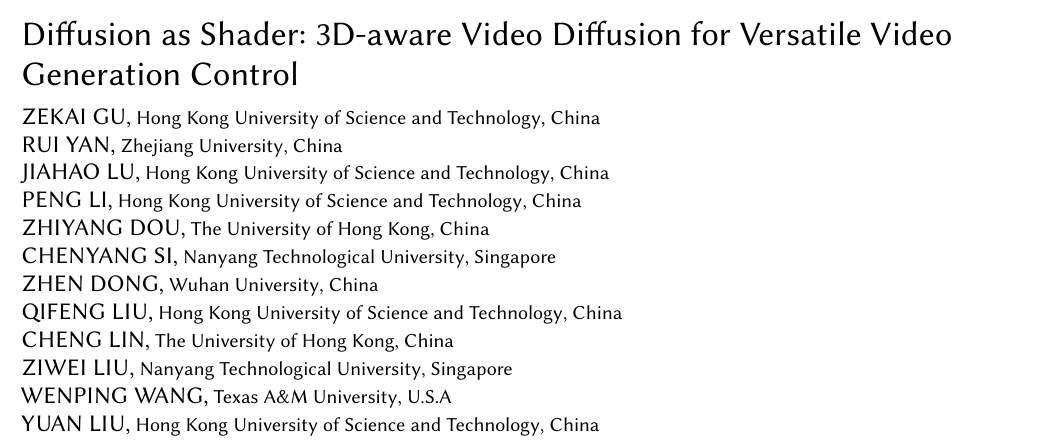 Diffusion as Shader: 3D-aware Video Diffusion for Versatile Video
Generation Control
ZEKAI GU, Hong Kong University of Science and Technology, China
RUI YAN, Zhejiang University, China
JIAHAO LU, Hong Kong University of Science and Technology, China
PENG LI, Hong Kong University of Science and Technology, China
ZHIYANG DOU, The University of Hong Kong, China
CHENYANG SI, Nanyang Technological University, Singapore
ZHEN DONG, Wuhan University, China
QIFENG LIU, Hong Kong University of Science and Technology, China
CHENG LIN, The University of Hong Kong, China
ZIWEI LIU, Nanyang Technological University, Singapore
WENPING WANG, Texas A&M University, U.S.A
YUAN LIU, Hong Kong University of Science and Technology, China